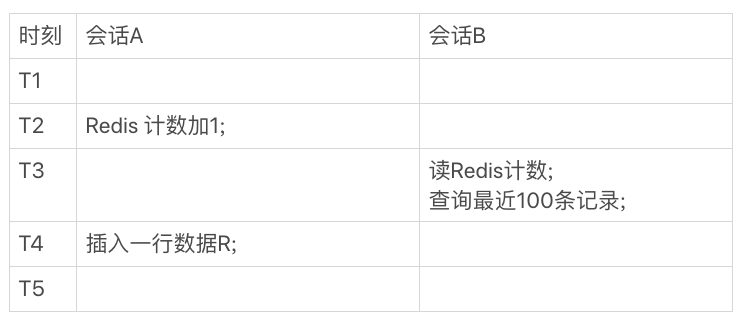 时刻 会话A 会话B
T1
T2 Redis 计数加1;
T3 读Redis计数;
查询最近100条记录;
T4 插入一行数据R;
T5